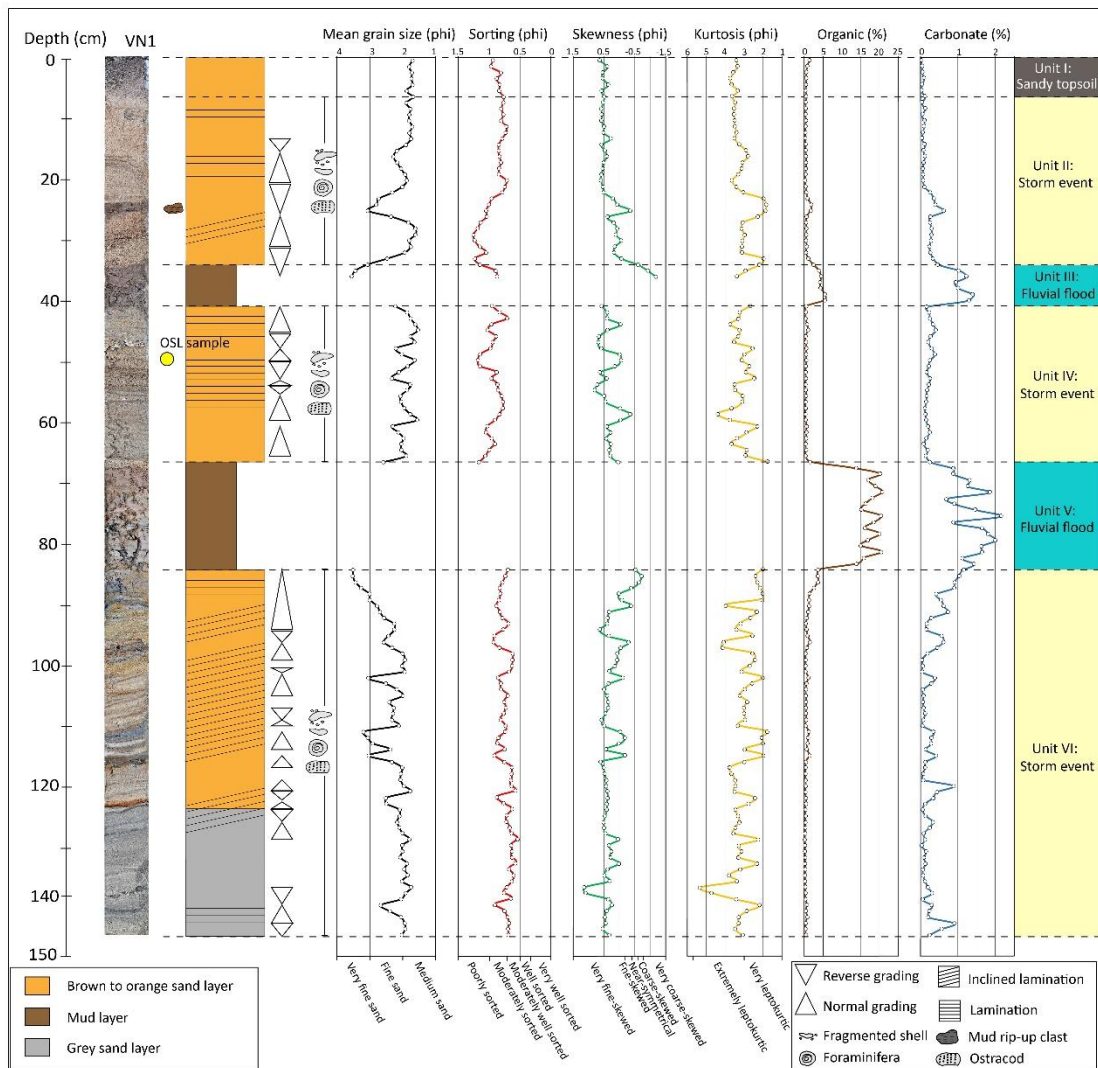 Depth (cm) VN1 Mean grain size (phi) Sorting (phi) Skewness (phi) Kurtosis (phi) Organic (%) Carbonate (%)
4 3 2 1 1.5 1 0.5 0 1.5 0.5 -0.5 -1.5 6 5 4 3 2 1 0 5 10 15 20 25 0 1 2
0
Unit I:
Sandy topsoil
20
Unit II:
Storm event
40
Unit III:
Fluvial flood
OSL sample
Unit IV:
Storm event
60
80
Unit V:
Fluvial flood
100
120
Unit VI:
Storm event
140
150
Very fine sand
Fine sand
Medium sand
Poorly sorted
Moderately sorted
Moderately well sorted
Well sorted
Very well sorted
Very fine-skewed
Fne skewed
Near-symmetrical
Coarse-skewed
Very coarse-skewed
Extremely leptokurtic
Very leptokurtic
Brown to orange sand layer
Mud layer
Grey sand layer
Reverse grading
Inclined lamination
Normal grading
Lamination
Fragmented shell
Mud rip-up clast
Foraminifera
Ostracod